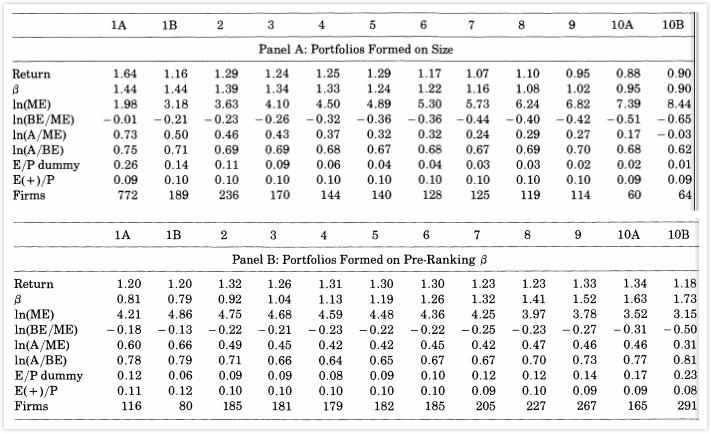 1A 1B 2 3 4 5 6 7 8 9 10A 10B
Panel A: Portfolios Formed on Size
Return 1.64 1.16 1.29 1.24 1.25 1.29 1.17 1.07 1.10 0.95 0.88 0.90
β 1.44 1.44 1.39 1.34 1.33 1.24 1.22 1.16 1.08 1.02 0.95 0.90
ln(ME) 1.98 3.18 3.63 4.10 4.50 4.89 5.30 5.73 6.24 6.82 7.39 8.44
ln(BE/ME) −0.01 −0.21 −0.23 −0.26 −0.32 −0.36 −0.36 −0.44 −0.40 −0.42 −0.51 −0.65
ln(A/ME) 0.73 0.50 0.46 0.43 0.37 0.32 0.32 0.24 0.29 0.27 0.17 −0.03
ln(A/BE) 0.75 0.71 0.69 0.69 0.68 0.67 0.68 0.67 0.69 0.70 0.68 0.62
E/P dummy 0.26 0.14 0.11 0.09 0.06 0.04 0.04 0.03 0.03 0.02 0.02 0.01
E(+)/P 0.09 0.10 0.10 0.10 0.10 0.10 0.10 0.10 0.10 0.10 0.09 0.09
Firms 772 189 236 170 144 140 128 125 119 114 60 64
1A 1B 2 3 4 5 6 7 8 9 10A 10B
Panel B: Portfolios Formed on Pre-Ranking β
Return 1.20 1.20 1.32 1.26 1.31 1.30 1.30 1.23 1.23 1.33 1.34 1.18
β 0.81 0.79 0.92 1.04 1.13 1.19 1.26 1.32 1.41 1.52 1.63 1.73
ln(ME) 4.21 4.86 4.75 4.68 4.59 4.48 4.36 4.25 3.97 3.78 3.52 3.15
ln(BE/ME) −0.18 −0.13 −0.22 −0.21 −0.23 −0.22 −0.22 −0.25 −0.23 −0.27 −0.31 −0.50
ln(A/ME) 0.60 0.66 0.49 0.45 0.42 0.42 0.45 0.42 0.47 0.46 0.46 0.31
ln(A/BE) 0.78 0.79 0.71 0.66 0.64 0.65 0.67 0.67 0.70 0.73 0.77 0.81
E/P dummy 0.12 0.06 0.09 0.09 0.08 0.09 0.10 0.12 0.12 0.14 0.17 0.23
E(+)/P 0.11 0.12 0.10 0.10 0.10 0.10 0.10 0.09 0.10 0.09 0.09 0.08
Firms 116 80 185 181 179 182 185 205 227 267 165 291